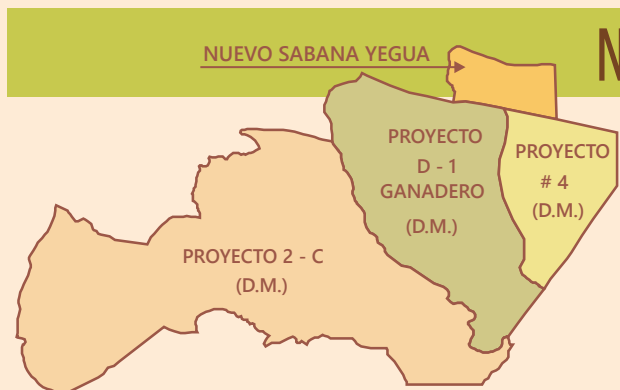 NUEVO SABANA YEGUA
N
PROYECTO
D - 1
GANADERO
(D.M.)
PROYECTO
# 4
(D.M.)
PROYECTO 2 - C
(D.M.)